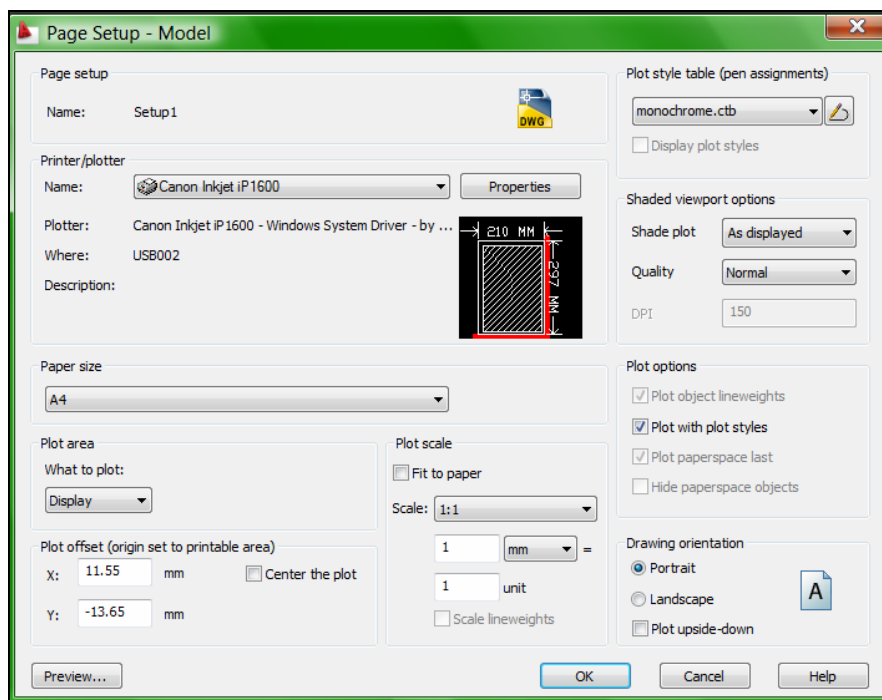 Page Setup - Model
Page setup
Name: Setup1
DWG
Printer/plotter
Name: Canon Inkjet iP1600 Properties
Plotter: Canon Inkjet iP1600 - Windows System Driver - by ...
Where: USB002
Description:
210 MM
297 MM
Paper size
A4
Plot area
What to plot:
Display
Plot offset (origin set to printable area)
X: 11.55 mm Center the plot
Y: -13.65 mm
Plot scale
Fit to paper
Scale: 1:1
1 mm =
1 unit
Scale lineweights
Plot style table (pen assignments)
monochrome.ctb
Display plot styles
Shaded viewport options
Shade plot As displayed
Quality Normal
DPI 150
Plot options
Plot object lineweights
Plot with plot styles
Plot paperspace last
Hide paperspace objects
Drawing orientation
Portrait
Landscape
Plot upside-down
A
Preview... OK Cancel Help